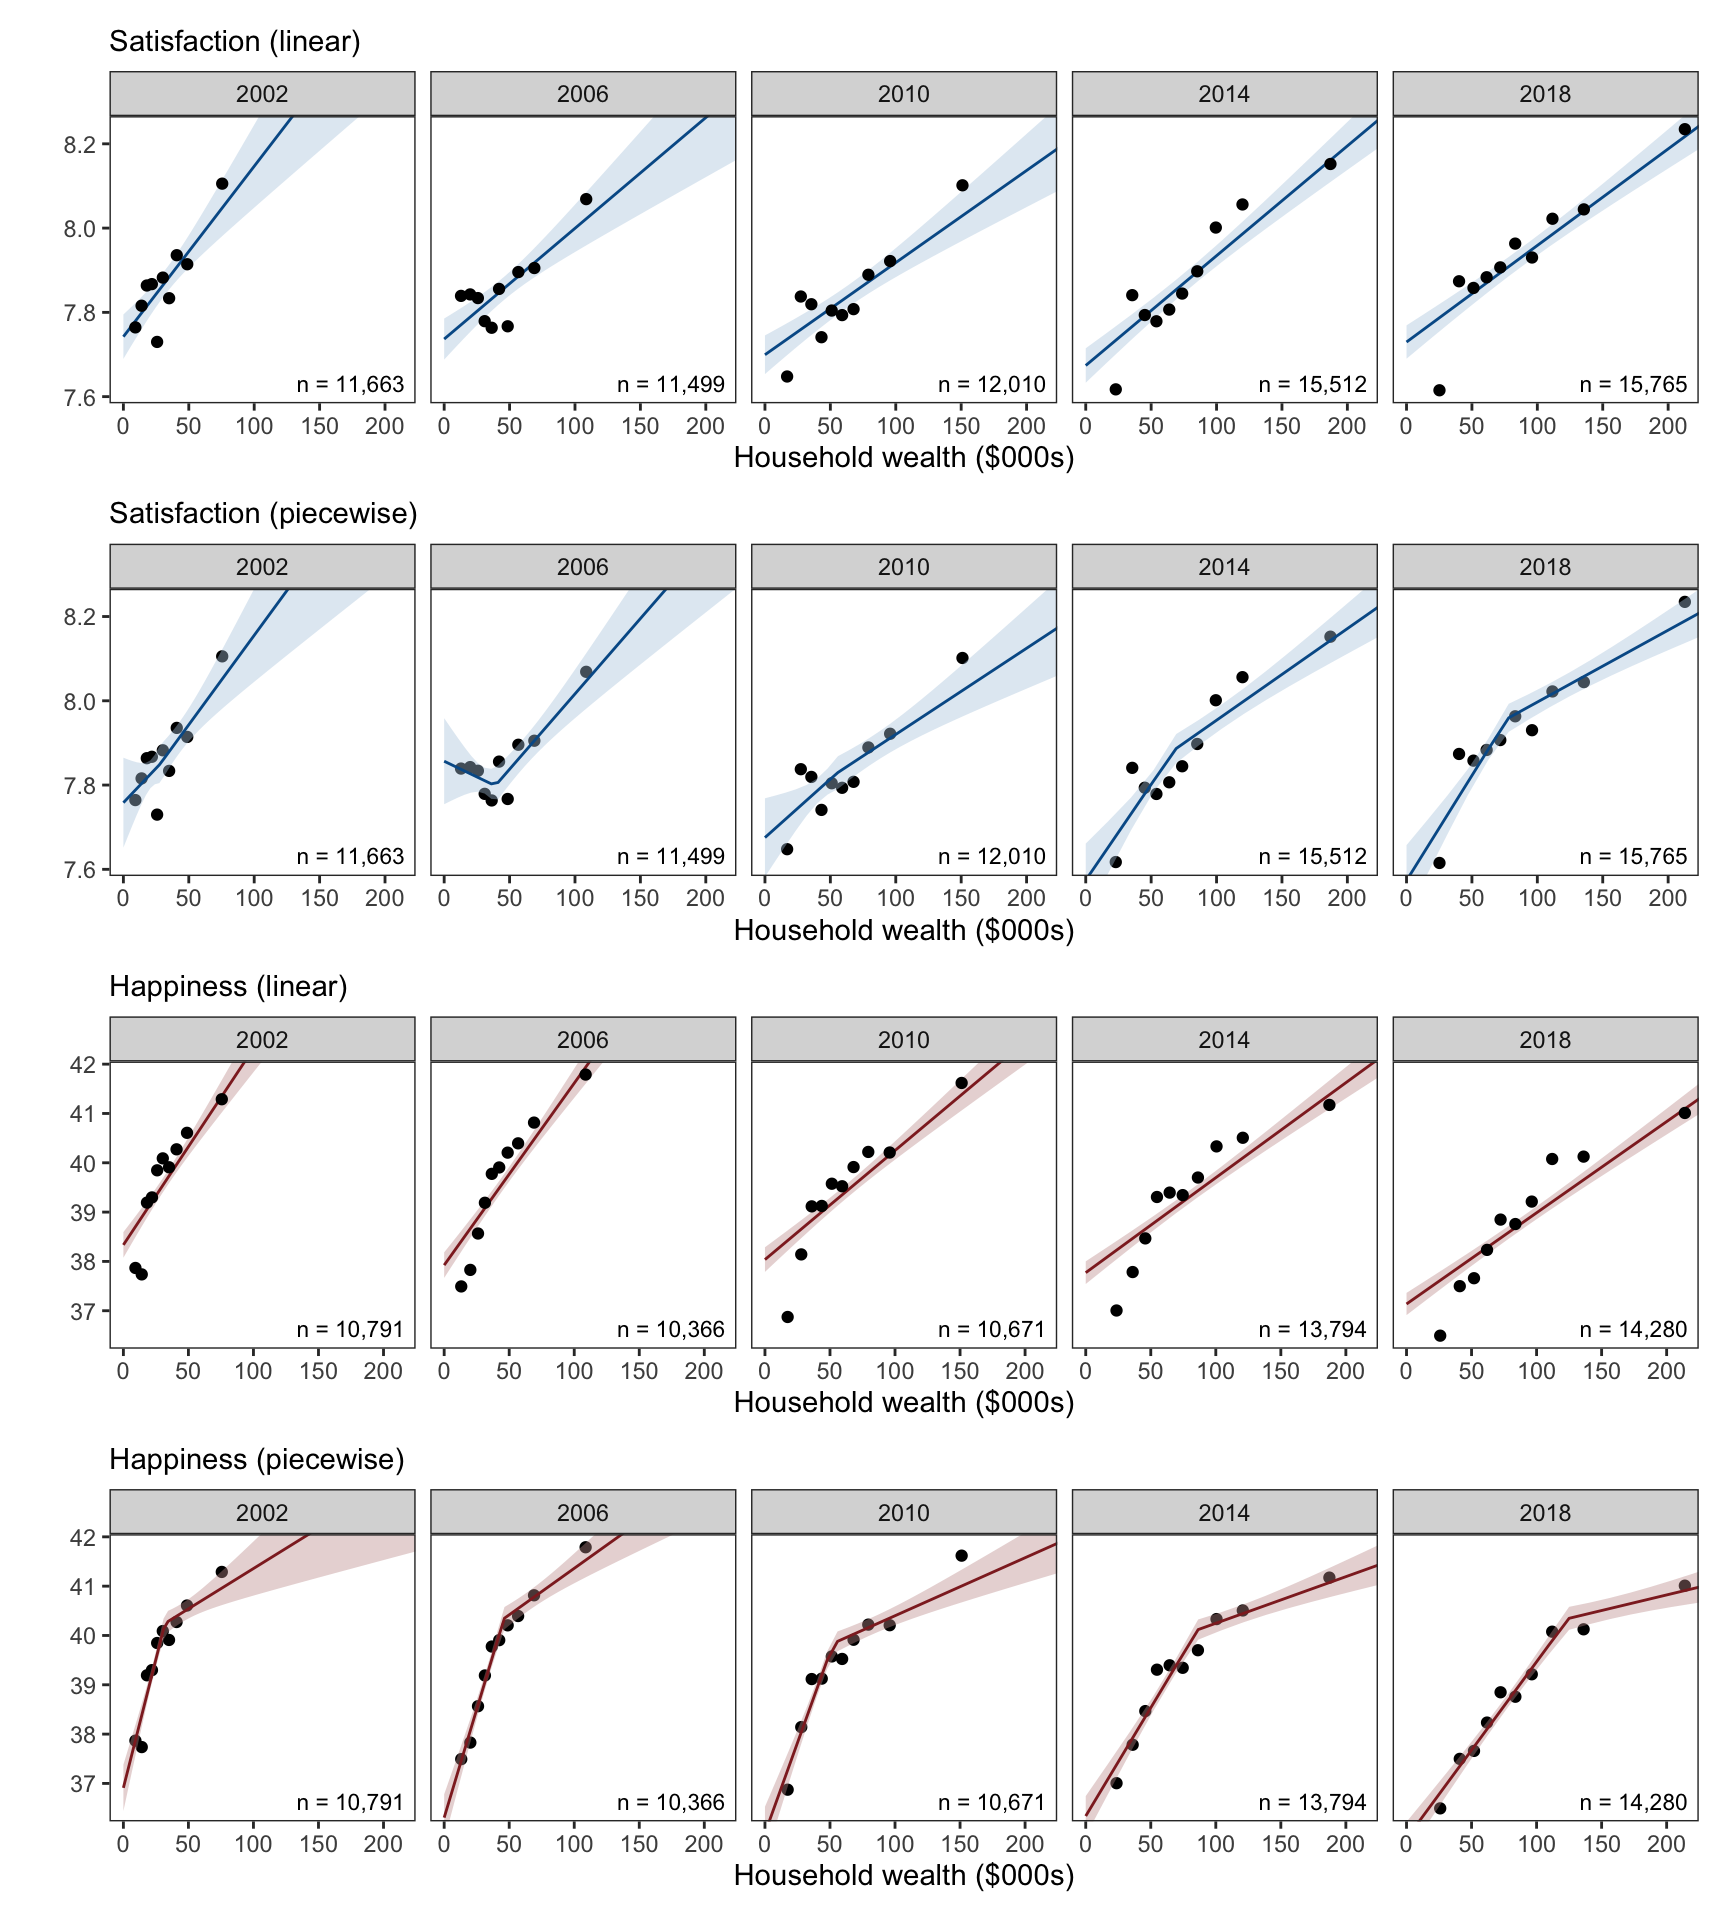 Satisfaction (linear)
2002 2006 2010 2014 2018
8.2
8.0
7.8
7.6
n = 11,663 n = 11,499 n = 12,010 n = 15,512 n = 15,765
0 50 100 150 200 0 50 100 150 200 0 50 100 150 200 0 50 100 150 200 0 50 100 150 200
Household wealth ($000s)
Satisfaction (piecewise)
2002 2006 2010 2014 2018
8.2
8.0
7.8
7.6
n = 11,663 n = 11,499 n = 12,010 n = 15,512 n = 15,765
0 50 100 150 200 0 50 100 150 200 0 50 100 150 200 0 50 100 150 200 0 50 100 150 200
Household wealth ($000s)
Happiness (linear)
2002 2006 2010 2014 2018
42
41
40
39
38
37
n = 10,791 n = 10,366 n = 10,671 n = 13,794 n = 14,280
0 50 100 150 200 0 50 100 150 200 0 50 100 150 200 0 50 100 150 200 0 50 100 150 200
Household wealth ($000s)
Happiness (piecewise)
2002 2006 2010 2014 2018
42
41
40
39
38
37
n = 10,791 n = 10,366 n = 10,671 n = 13,794 n = 14,280
0 50 100 150 200 0 50 100 150 200 0 50 100 150 200 0 50 100 150 200 0 50 100 150 200
Household wealth ($000s)